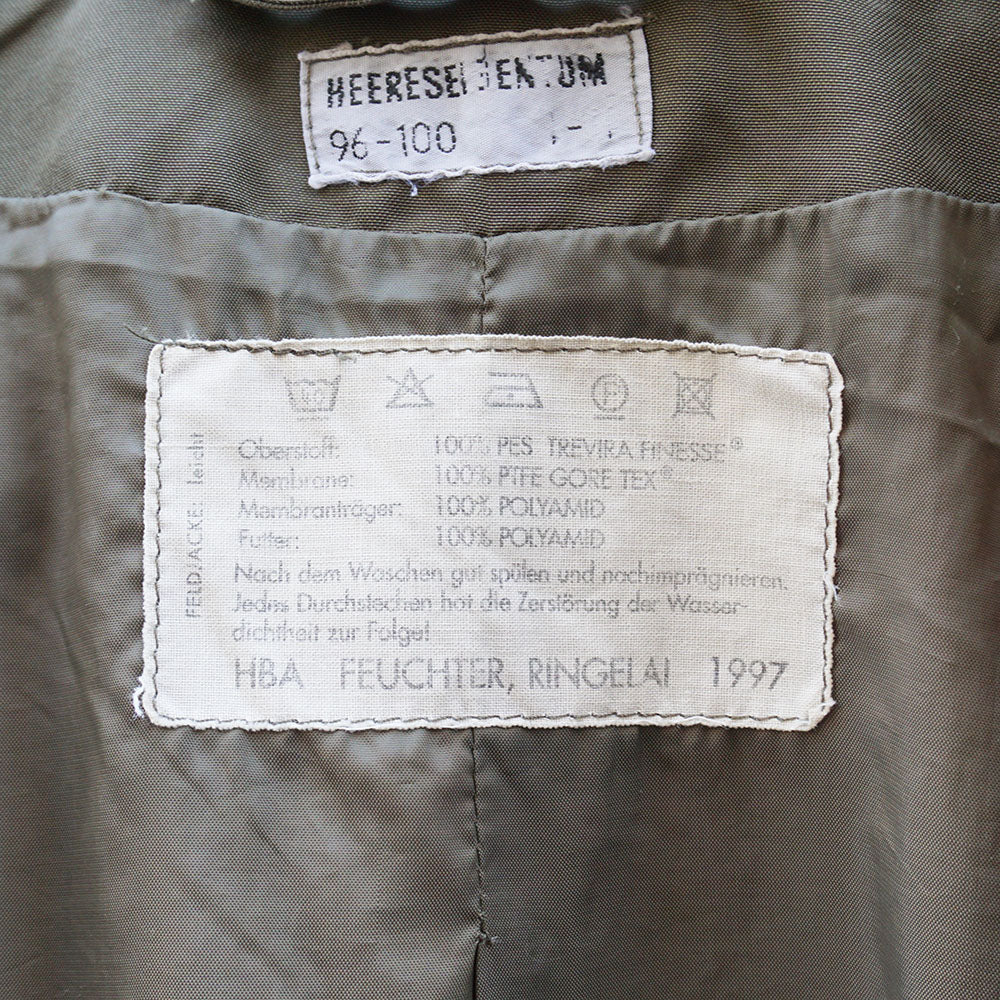 96-100
Oberstoff: 100% PES TREVIRA FINESSE®
Membrane: 100% PTFE GORE TEX®
Membranträger: 100% POLYAMID
Futter: 100% POLYAMID
Nach dem Waschen gut spülen und nachimprägnieren.
Jedes Durchstechen hat die Zerstörung der Wasser-
dichtheit zur Folge!
HBA FEUCHTER, RINGELAI 1997
FELDJACKE, leicht